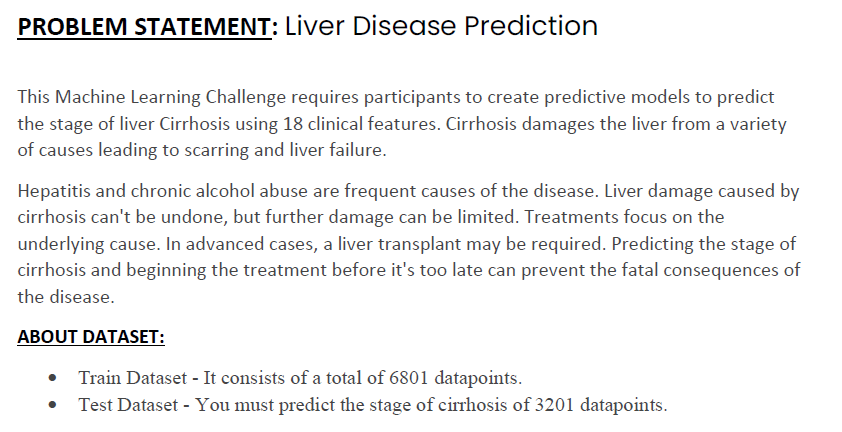 PROBLEM STATEMENT: Liver Disease Prediction
This Machine Learning Challenge requires participants to create predictive models to predict
the stage of liver Cirrhosis using 18 clinical features. Cirrhosis damages the liver from a variety
of causes leading to scarring and liver failure.
Hepatitis and chronic alcohol abuse are frequent causes of the disease. Liver damage caused by
cirrhosis can't be undone, but further damage can be limited. Treatments focus on the
underlying cause. In advanced cases, a liver transplant may be required. Predicting the stage of
cirrhosis and beginning the treatment before it's too late can prevent the fatal consequences of
the disease.
ABOUT DATASET:
• Train Dataset - It consists of a total of 6801 datapoints.
• Test Dataset - You must predict the stage of cirrhosis of 3201 datapoints.